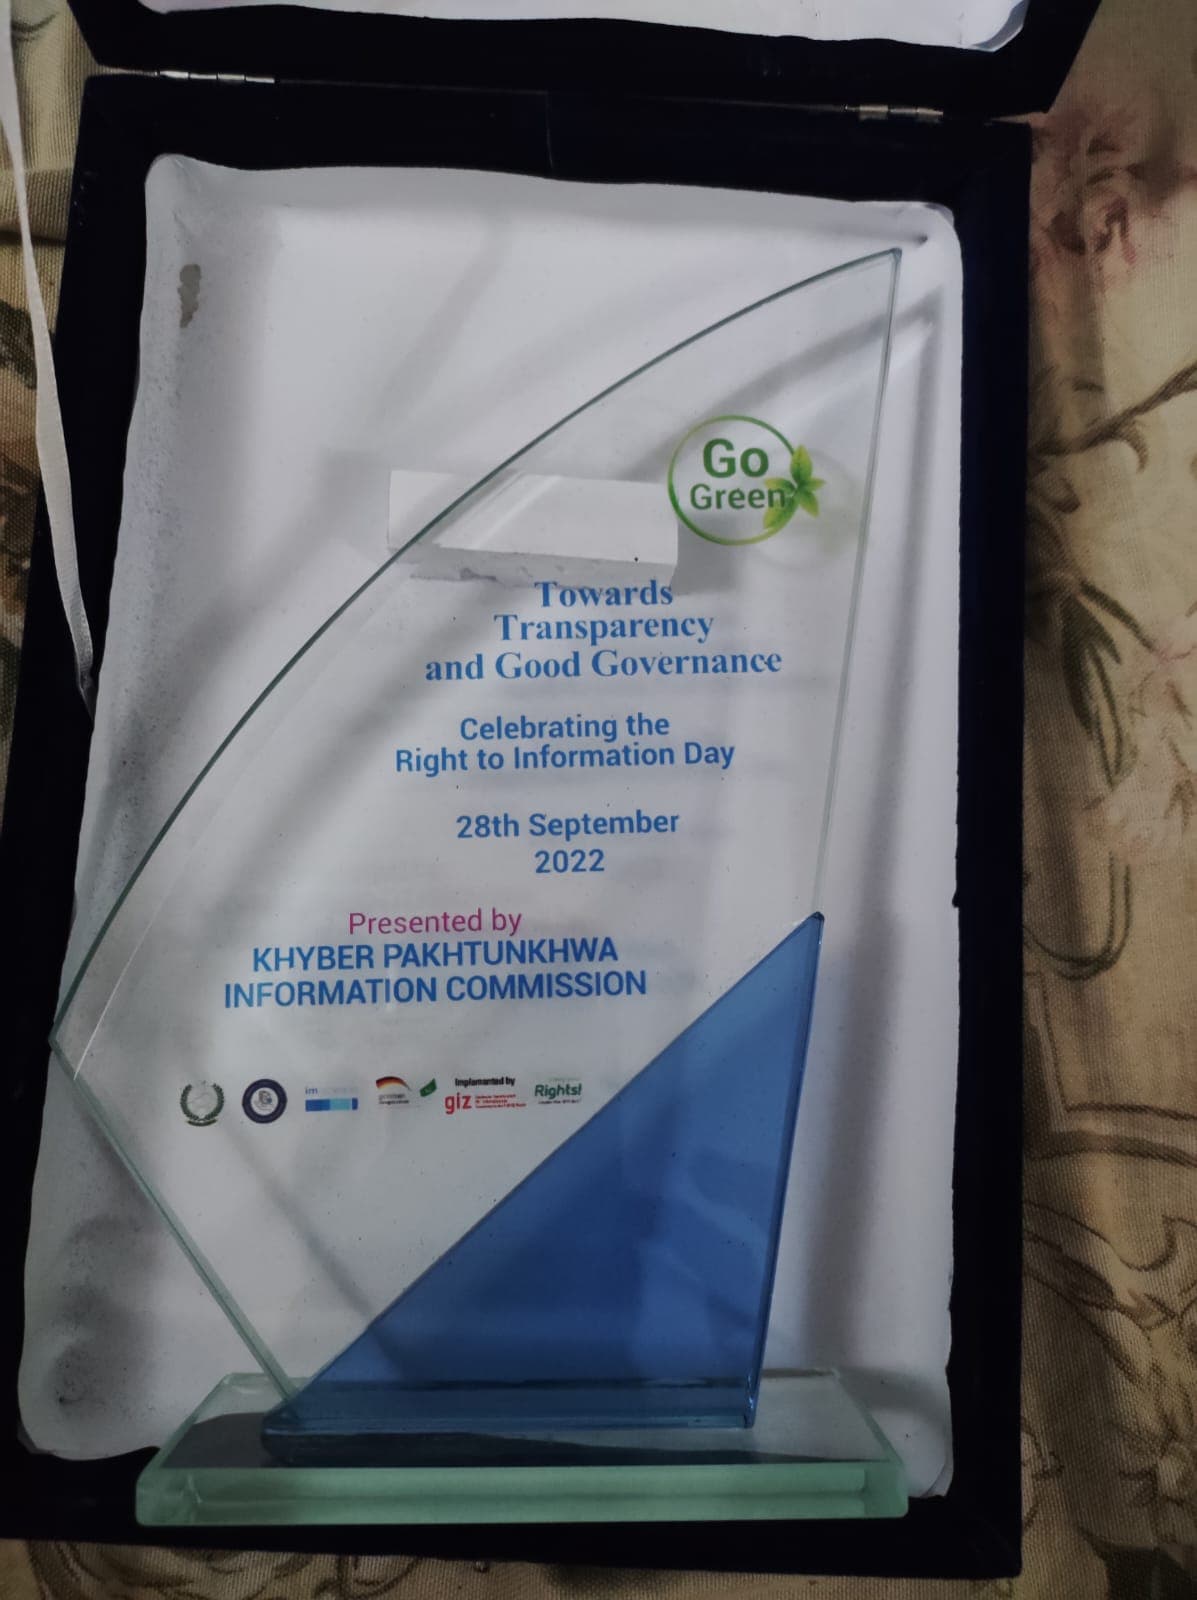 Go
Green
Towards
Transparency
and Good Governance
Celebrating the
Right to Information Day
28th September
2022
Presented by
KHYBER PAKHTUNKHWA
INFORMATION COMMISSION
im
Implemented by
giz
Rights!